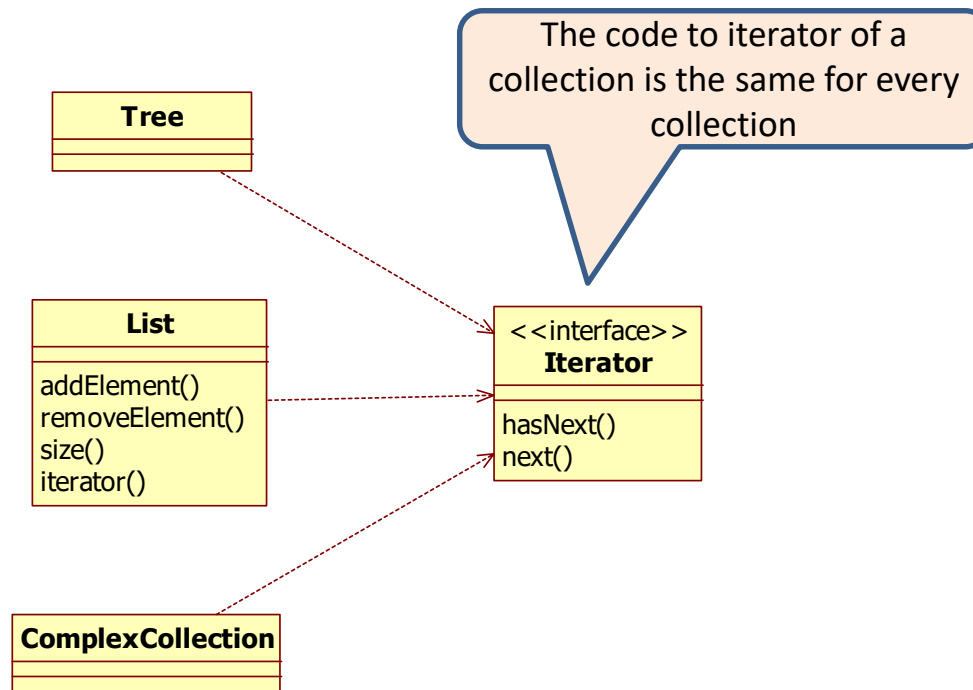 The code to iterator of a
collection is the same for every
collection
Tree
List
addElement()
removeElement()
size()
iterator()
<<interface>>
Iterator
hasNext()
next()
ComplexCollection